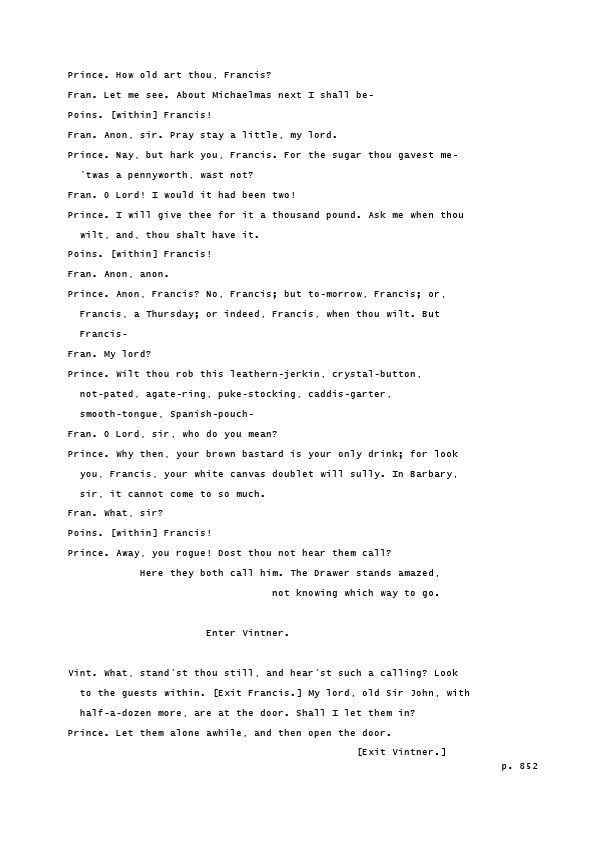 Prince. How old art thou, Francis?
Fran. Let me see. About Michaelmas next I shall be-
Poins. [within] Francis!
Fran. Anon, sir. Pray stay a little, my lord.
Prince. Nay, but hark you, Francis. For the sugar thou gavest me-
'twas a pennyworth, wast not?
Fran. O Lord! I would it had been two!
Prince. I will give thee for it a thousand pound. Ask me when thou
wilt, and, thou shalt have it.
Poins. [within] Francis!
Fran. Anon, anon.
Prince. Anon, Francis? No, Francis; but to-morrow, Francis; or,
Francis, a Thursday; or indeed, Francis, when thou wilt. But
Francis-
Fran. My lord?
Prince. Wilt thou rob this leathern-jerkin, crystal-button,
not-pated, agate-ring, puke-stocking, caddis-garter,
smooth-tongue, Spanish-pouch-
Fran. O Lord, sir, who do you mean?
Prince. Why then, your brown bastard is your only drink; for look
you, Francis, your white canvas doublet will sully. In Barbary,
sir, it cannot come to so much.
Fran. What, sir?
Poins. [within] Francis!
Prince. Away, you rogue! Dost thou not hear them call?
Here they both call him. The Drawer stands amazed,
not knowing which way to go.
Enter Vintner.
Vint. What, stand'st thou still, and hear'st such a calling? Look
to the guests within. [Exit Francis.] My lord, old Sir John, with
half-a-dozen more, are at the door. Shall I let them in?
Prince. Let them alone awhile, and then open the door.
[Exit Vintner.]
p. 852